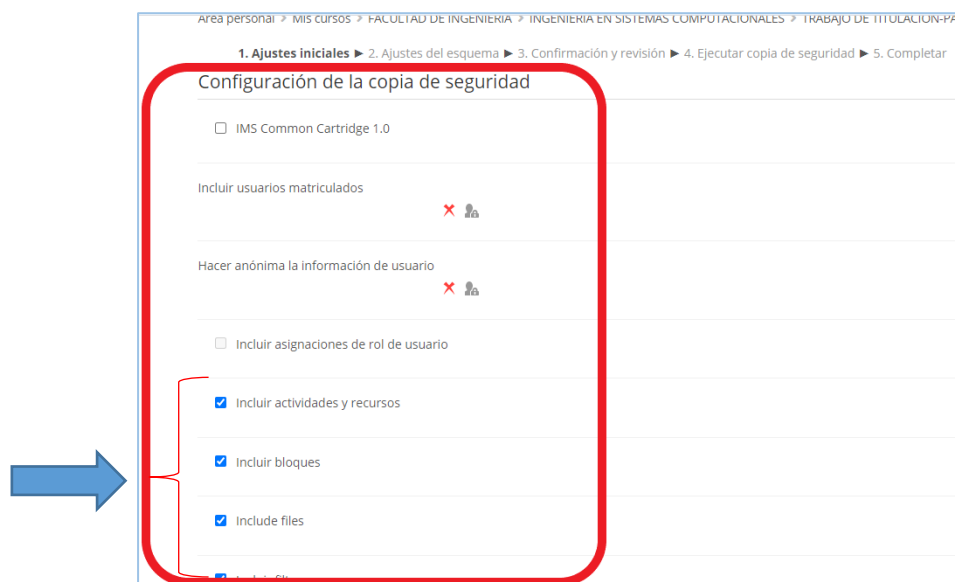 Área personal > Mis cursos > FACULTAD DE INGENIERÍA > INGENIERÍA EN SISTEMAS COMPUTACIONALES > TRABAJO DE TITULACIÓN-PA
1. Ajustes iniciales ► 2. Ajustes del esquema ► 3. Confirmación y revisión ► 4. Ejecutar copia de seguridad ► 5. Completar
Configuración de la copia de seguridad
IMS Common Cartridge 1.0
Incluir usuarios matriculados
Hacer anónima la información de usuario
Incluir asignaciones de rol de usuario
Incluir actividades y recursos
Incluir bloques
Include files